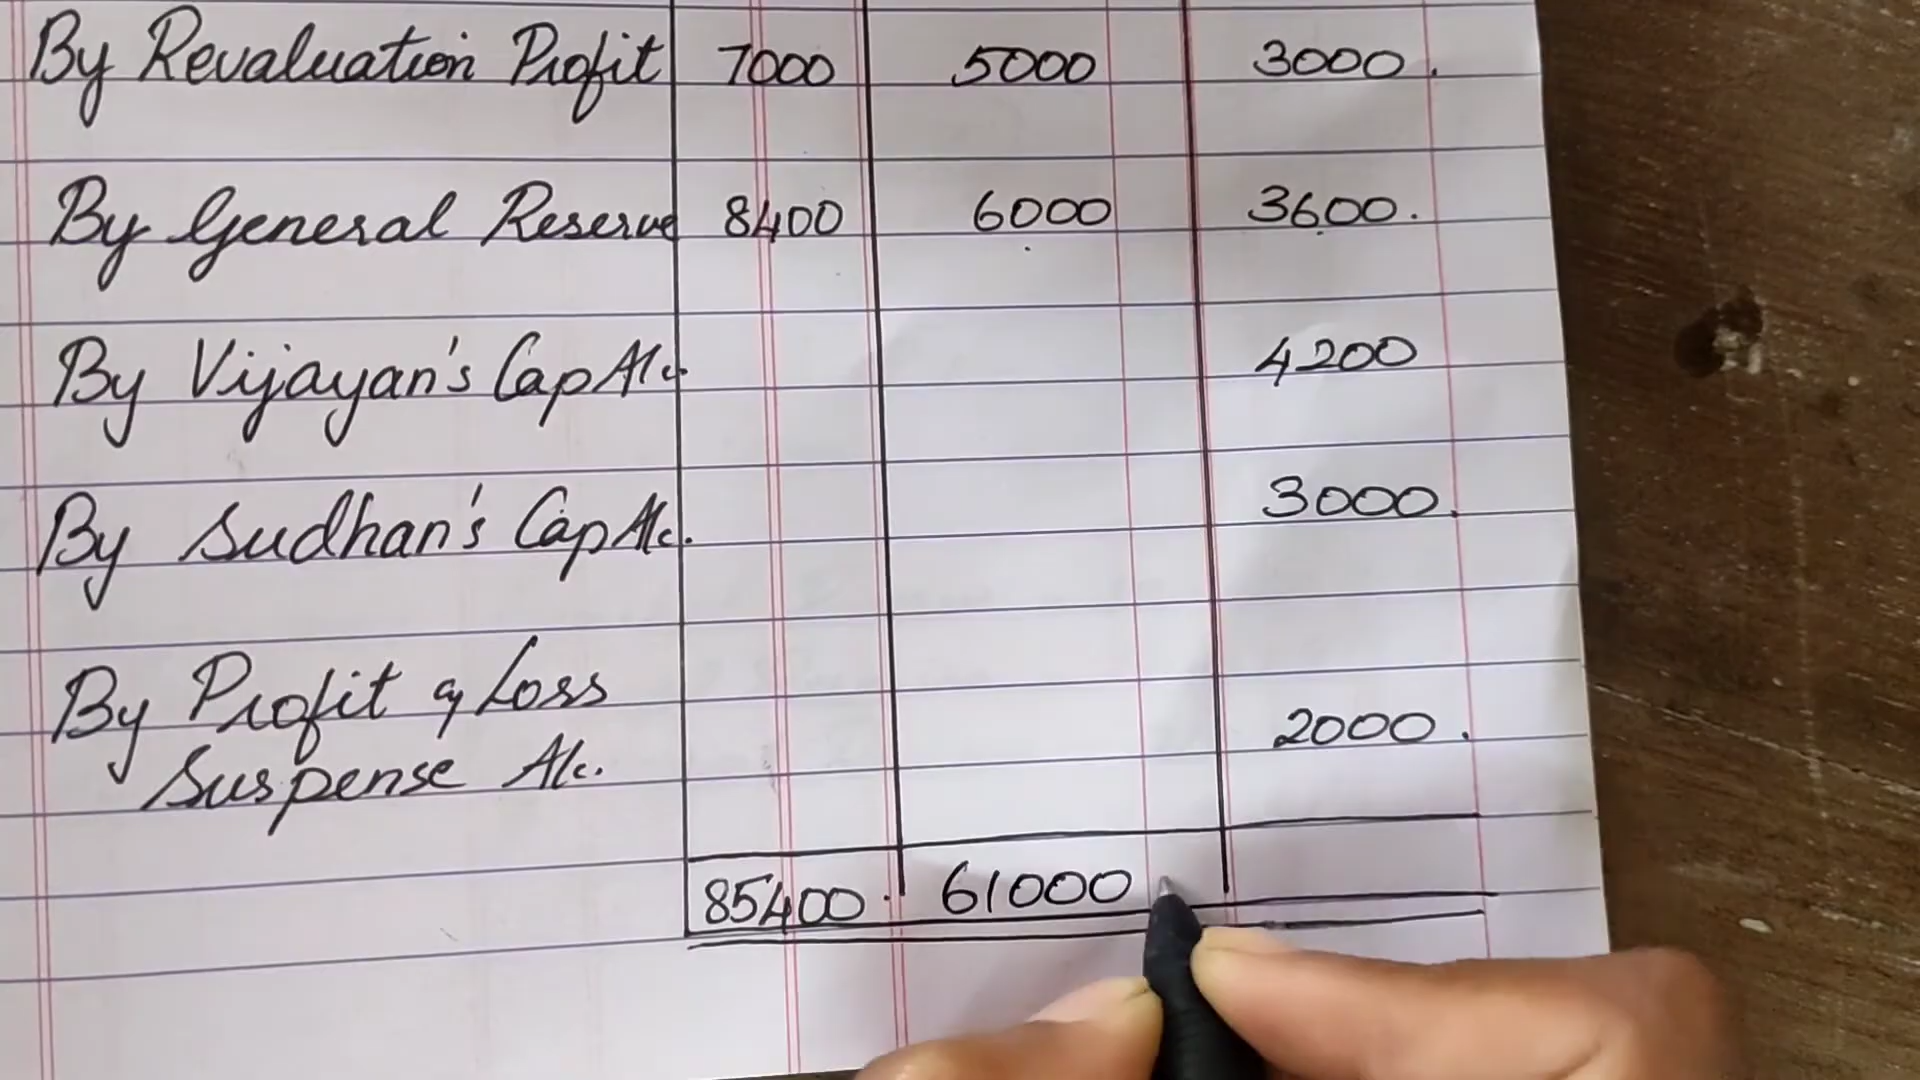 By Revaluation Profit 7000 5000 3000.
By General Reserve 8400 6000 3600.
By Vijayan's Cap A/c. 4200
By Sudhan's Cap A/c. 3000.
By Profit & Loss
Suspense A/c. 2000.
85400. 61000